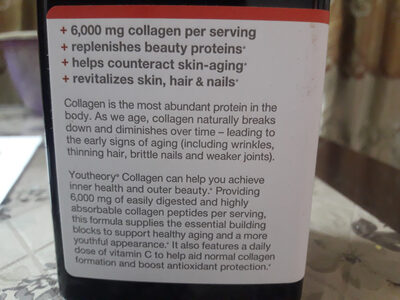 + 6,000 mg collagen per serving
+ replenishes beauty proteins*
+ helps counteract skin-aging*
+ revitalizes skin, hair & nails*
Collagen is the most abundant protein in the
body. As we age, collagen naturally breaks
down and diminishes over time – leading to
the early signs of aging (including wrinkles,
thinning hair, brittle nails and weaker joints).
Youtheory® Collagen can help you achieve
inner health and outer beauty.* Providing
6,000 mg of easily digested and highly
absorbable collagen peptides per serving,
this formula supplies the essential building
blocks to support healthy aging and a more
youthful appearance.* It also features a daily
dose of vitamin C to help aid normal collagen
formation and boost antioxidant protection.*